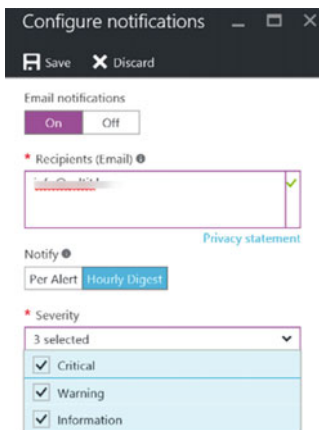 Configure notifications
Save Discard
Email notifications
On Off
* Recipients (Email)
Privacy statement
Notify
Per Alert Hourly Digest
* Severity
3 selected
Critical
Warning
Information